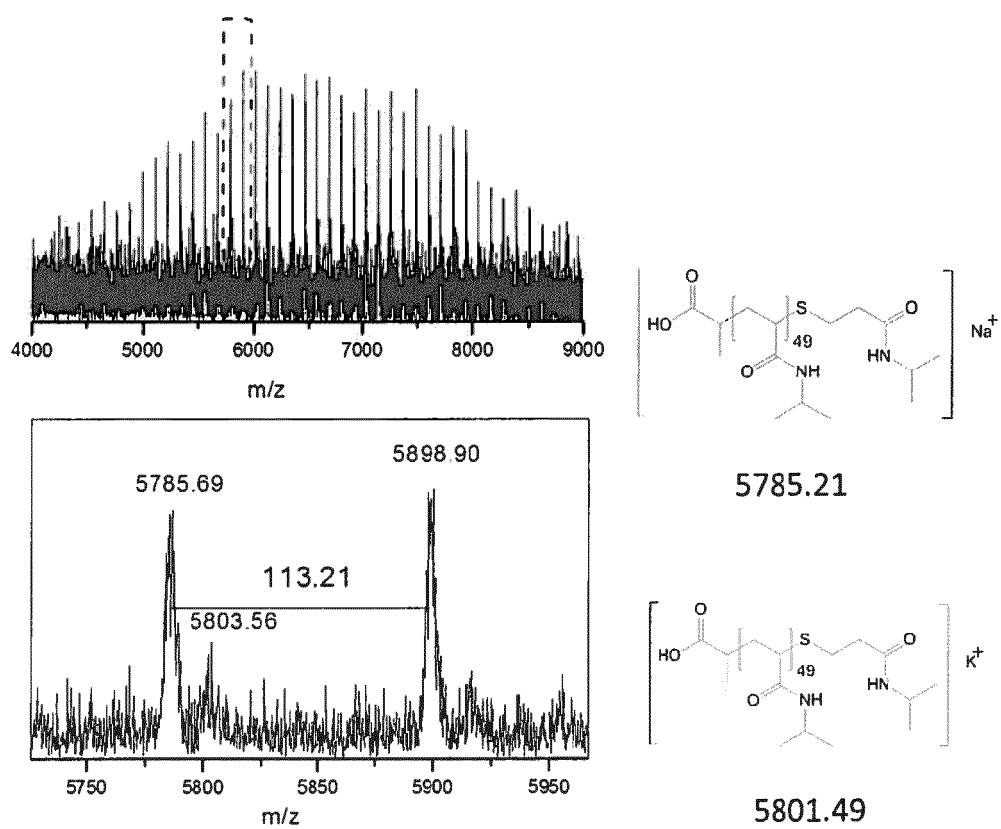 4000 5000 6000 7000 8000 9000
m/z
5785.69
5898.90
113.21
5803.56
5750 5800 5850 5900 5950
m/z
O
HO
S
49
O
NH
O
HN
Na+
5785.21
O
HO
S
49
O
NH
O
HN
K+
5801.49